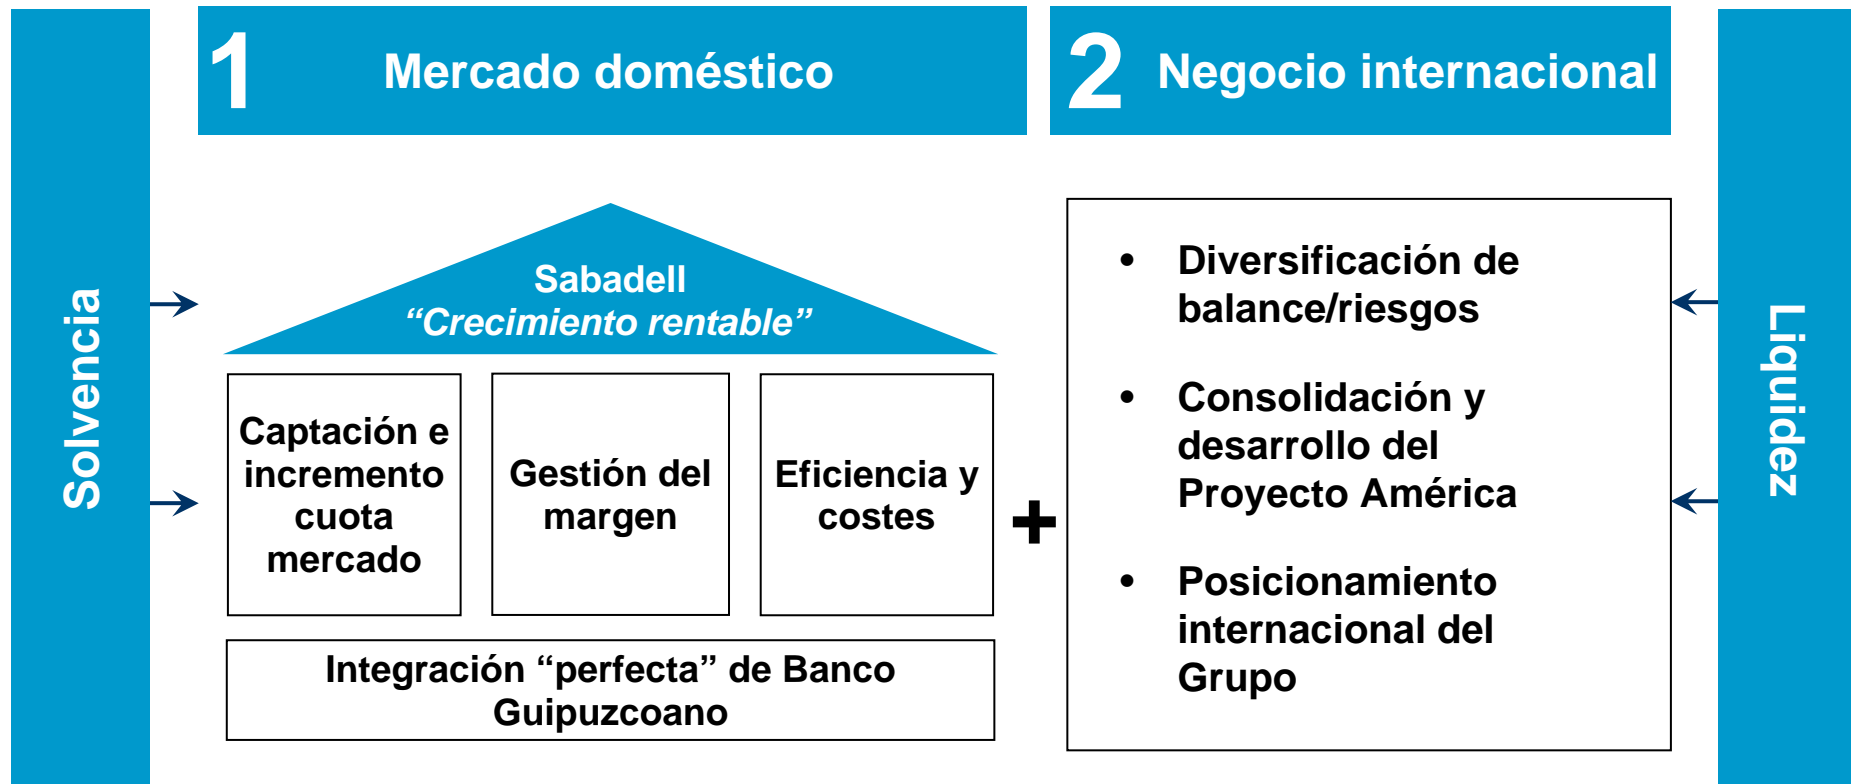 Solvencia
1
Mercado doméstico
Sabadell
“Crecimiento rentable”
Captación e
incremento
cuota
mercado
Gestión del
margen
Eficiencia y
costes
Integración “perfecta” de Banco
Guipuzcoano
+
2
Negocio internacional
• Diversificación de
balance/riesgos
• Consolidación y
desarrollo del
Proyecto América
• Posicionamiento
internacional del
Grupo
Liquidez